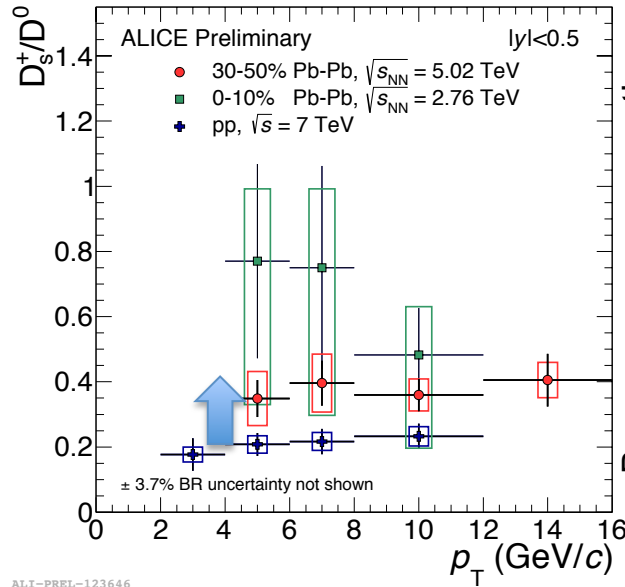 ALICE Preliminary |y|<0.5
30-50% Pb-Pb, √s_NN = 5.02 TeV
0-10% Pb-Pb, √s_NN = 2.76 TeV
pp, √s = 7 TeV
D_s^+/D^0
1.4
1.2
1
0.8
0.6
0.4
0.2
0
± 3.7% BR uncertainty not shown
0 2 4 6 8 10 12 14 16
p_T (GeV/c)
ALI-PREL-123646